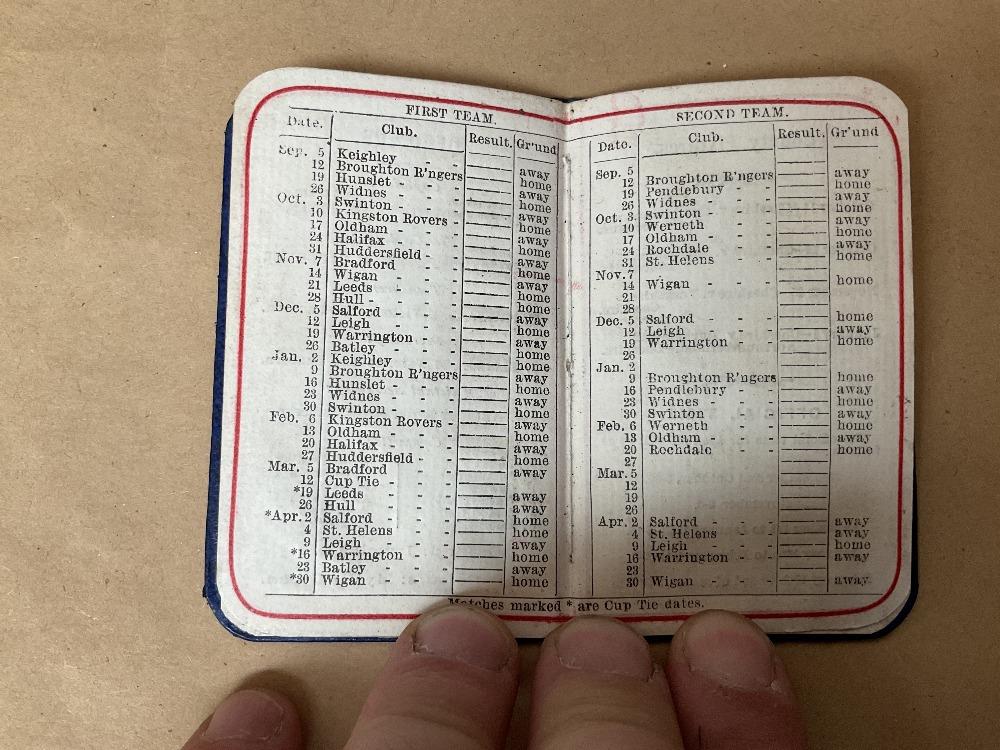 FIRST TEAM.
Date. Club. Result. Gr'und
Sep. 5 Keighley - - away
12 Broughton R'ngers home
19 Hunslet - - away
26 Widnes - - home
Oct. 3 Swinton - - away
10 Kingston Rovers - home
17 Oldham - - away
24 Halifax - - home
31 Huddersfield - - away
Nov. 7 Bradford - - home
14 Wigan - - away
21 Leeds - - home
28 Hull - - - home
Dec. 5 Salford - - away
12 Leigh - - - home
19 Warrington - - away
26 Batley - - - home
Jan. 2 Keighley - - home
9 Broughton R'ngers away
16 Hunslet - - - home
23 Widnes - - - away
30 Swinton - - - home
Feb. 6 Kingston Rovers - away
13 Oldham - - - home
20 Halifax - - - away
27 Huddersfield - - home
Mar. 5 Bradford - - away
12 Cup Tie - - -
*19 Leeds - - - away
26 Hull - - - away
*Apr. 2 Salford - - - home
4 St. Helens - - home
9 Leigh - - - away
*16 Warrington - - home
23 Batley - - - away
*30 Wigan - - - home
SECOND TEAM.
Date. Club. Result. Gr'und
Sep. 5
12 Broughton R'ngers away
19 Pendlebury - - home
26 Widnes - - - away
Oct. 3. Swinton - - - home
10 Werneth - - away
17 Oldham - - - home
24 Rochdale - - away
31 St. Helens - - home
Nov. 7
14 Wigan - - - home
21
28
Dec. 5 Salford - - - home
12 Leigh - - - away
19 Warrington - - home
26
Jan. 2
9 Broughton R'ngers home
16 Pendlebury - - away
23 Widnes - - - home
30 Swinton - - - away
Feb. 6 Werneth - - home
13 Oldham - - - away
20 Rochdale - - home
27
Mar. 5
12
19
26
Apr. 2 Salford - - - away
4 St. Helens - - away
9 Leigh - - - home
16 Warrington - - away
23
30 Wigan - - - away
Matches marked * are Cup Tie dates.